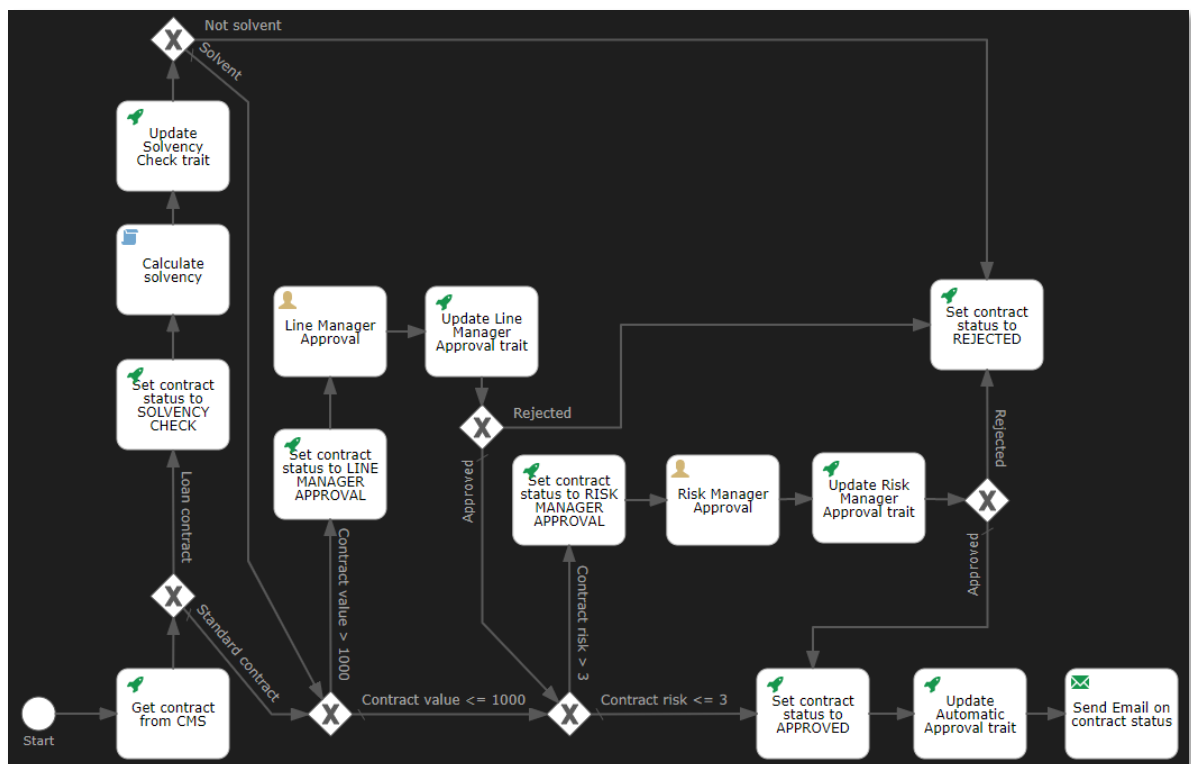 Not solvent
Solvent
Update
Solvency
Check trait
Calculate
solvency
Line Manager
Approval
Update Line
Manager
Approval trait
Set contract
status to
REJECTED
Set contract
status to
SOLVENCY
CHECK
Rejected
Rejected
Set contract
status to LINE
MANAGER
APPROVAL
Approved
Set contract
status to RISK
MANAGER
APPROVAL
Risk Manager
Approval
Update Risk
Manager
Approval trait
Loan contract
Approved
Contract value > 1000
Contract risk > 3
Standard contract
Start
Get contract
from CMS
Contract value <= 1000
Contract risk <= 3
Set contract
status to
APPROVED
Update
Automatic
Approval trait
Send Email on
contract status